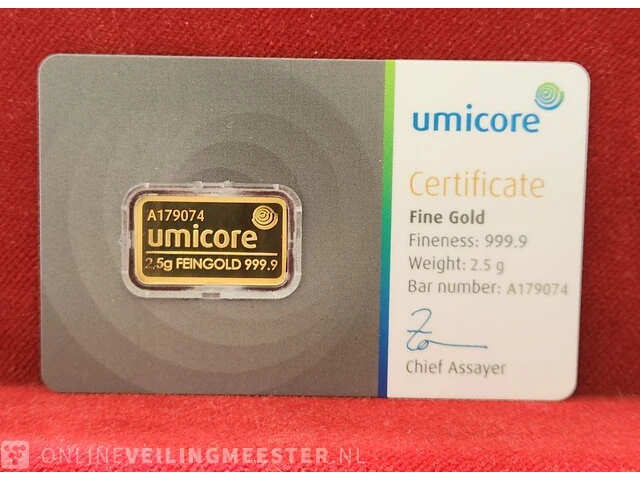 A179074
umicore
2,5g FEINGOLD 999.9
umicore
Certificate
Fine Gold
Fineness: 999.9
Weight: 2.5 g
Bar number: A179074
Chief Assayer
ONLINEVEILINGMEESTER.NL